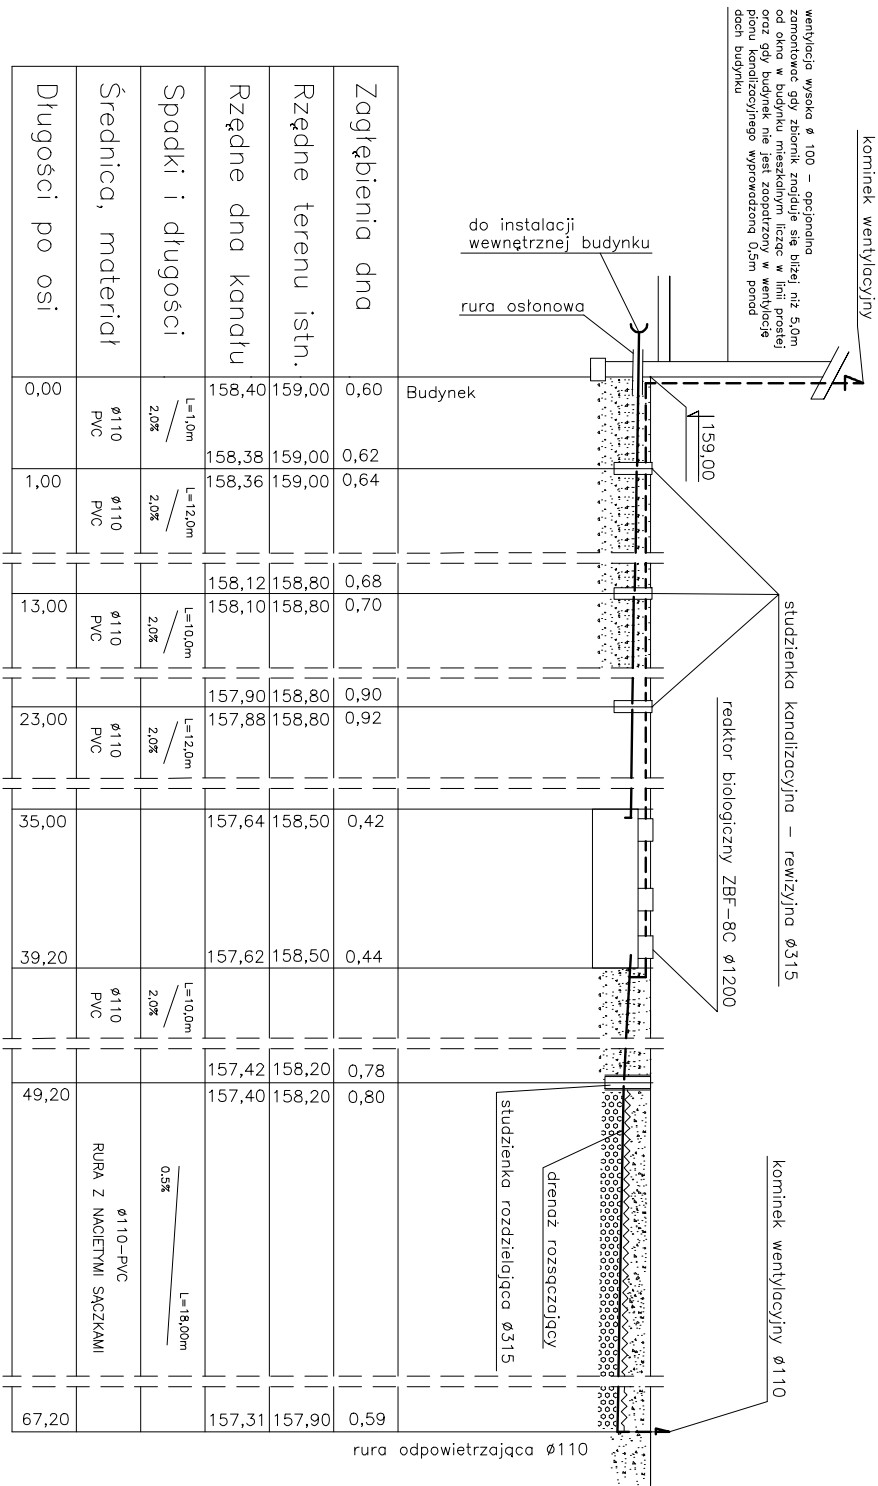 kominek wentylacyjny
wentylacja wysoka ø 100 – opcjonalna
zamontować gdy zbiornik znajduje się bliżej niż 5,0m
od okna w budynku mieszkalnym licząc w linii prostej
oraz gdy budynek nie jest zaopatrzony w wentylację
pionu kanalizacyjnego wyprowadzoną 0,5m ponad
dach budynku
do instalacji
wewnętrznej budynku
rura osłonowa
Budynek
159,00
studzienka kanalizacyjna – rewizyjna ø315
reaktor biologiczny ZBF–8C ø1200
studzienka rozdzielająca ø315
drenaż rozsączający
kominek wentylacyjny ø110
rura odpowietrzająca ø110
Zagłębienia dna
0,60
0,62
0,64
0,68
0,70
0,90
0,92
0,42
0,44
0,78
0,80
0,59
Rzędne terenu istn.
159,00
159,00
159,00
158,80
158,80
158,80
158,80
158,50
158,50
158,20
158,20
157,90
Rzędne dna kanału
158,40
158,38
158,36
158,12
158,10
157,90
157,88
157,64
157,62
157,42
157,40
157,31
Spadki i długości
L=1,0m
2,0%
L=12,0m
2,0%
L=10,0m
2,0%
L=12,0m
2,0%
L=10,0m
2,0%
0.5%
L=18,00m
Średnica, materiał
ø110
PVC
ø110
PVC
ø110
PVC
ø110
PVC
ø110
PVC
ø110–PVC
RURA Z NACIĘTYMI SĄCZKAMI
Długości po osi
0,00
1,00
13,00
23,00
35,00
39,20
49,20
67,20